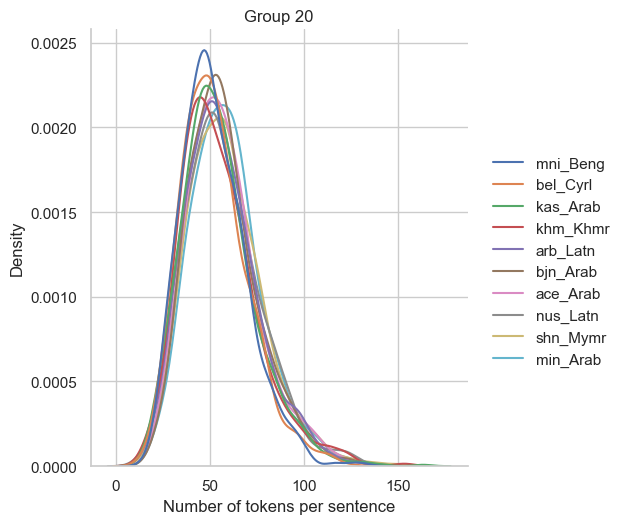 Group 20
0.0025
0.0020
0.0015
0.0010
0.0005
0.0000
Density
0
50
100
150
Number of tokens per sentence
mni_Beng
bel_Cyrl
kas_Arab
khm_Khmr
arb_Latn
bjn_Arab
ace_Arab
nus_Latn
shn_Mymr
min_Arab